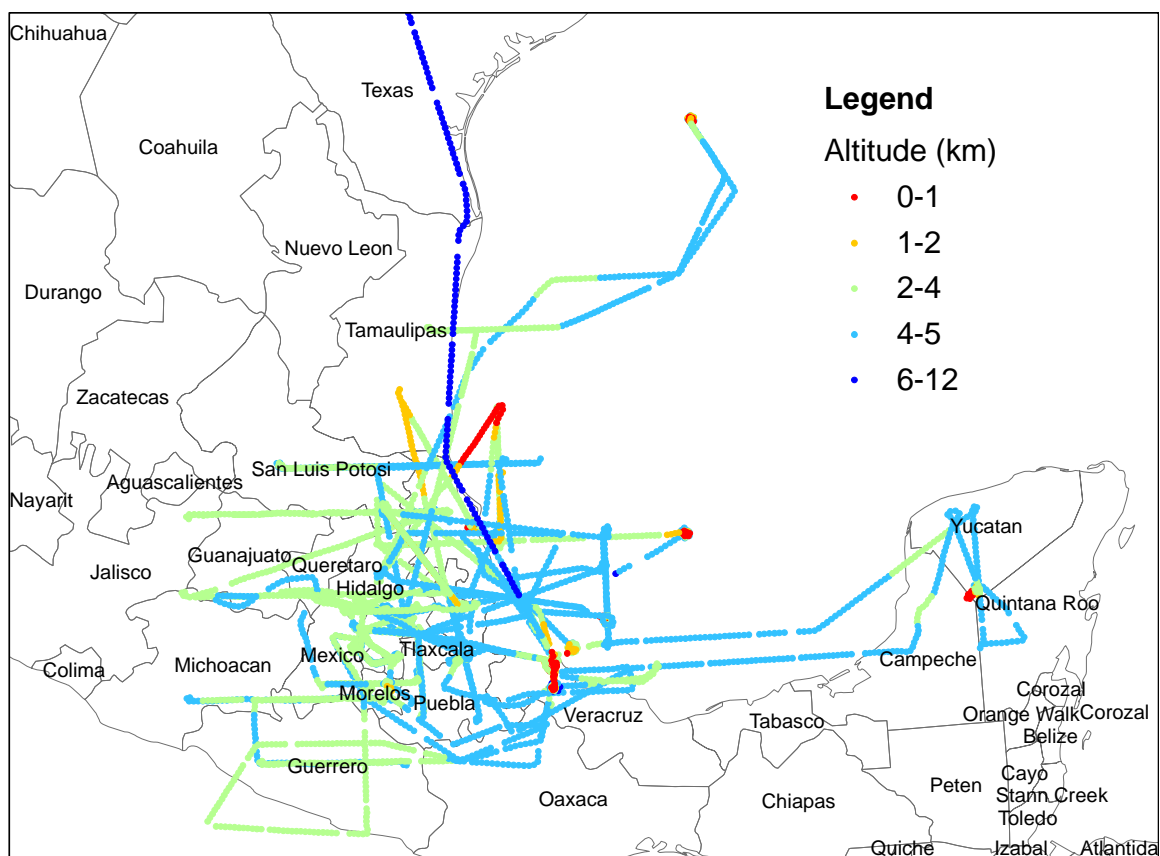 Chihuahua
Texas
Legend
Coahuila
Altitude (km)
0-1
1-2
Nuevo Leon
2-4
Durango
Tamaulipas
4-5
6-12
Zacatecas
San Luis Potosi
Aguascalientes
Nayarit
Yucatan
Guanajuato
Queretaro
Jalisco
Hidalgo
Quintana Roo
Mexico
Tlaxcala
Michoacan
Colima
Campeche
Morelos
Puebla
Corozal
Veracruz
Tabasco
Orange Walk
Corozal
Belize
Guerrero
Cayo
Peten
Oaxaca
Chiapas
Stann Creek
Toledo
Quiche
Izabal
Atlantida